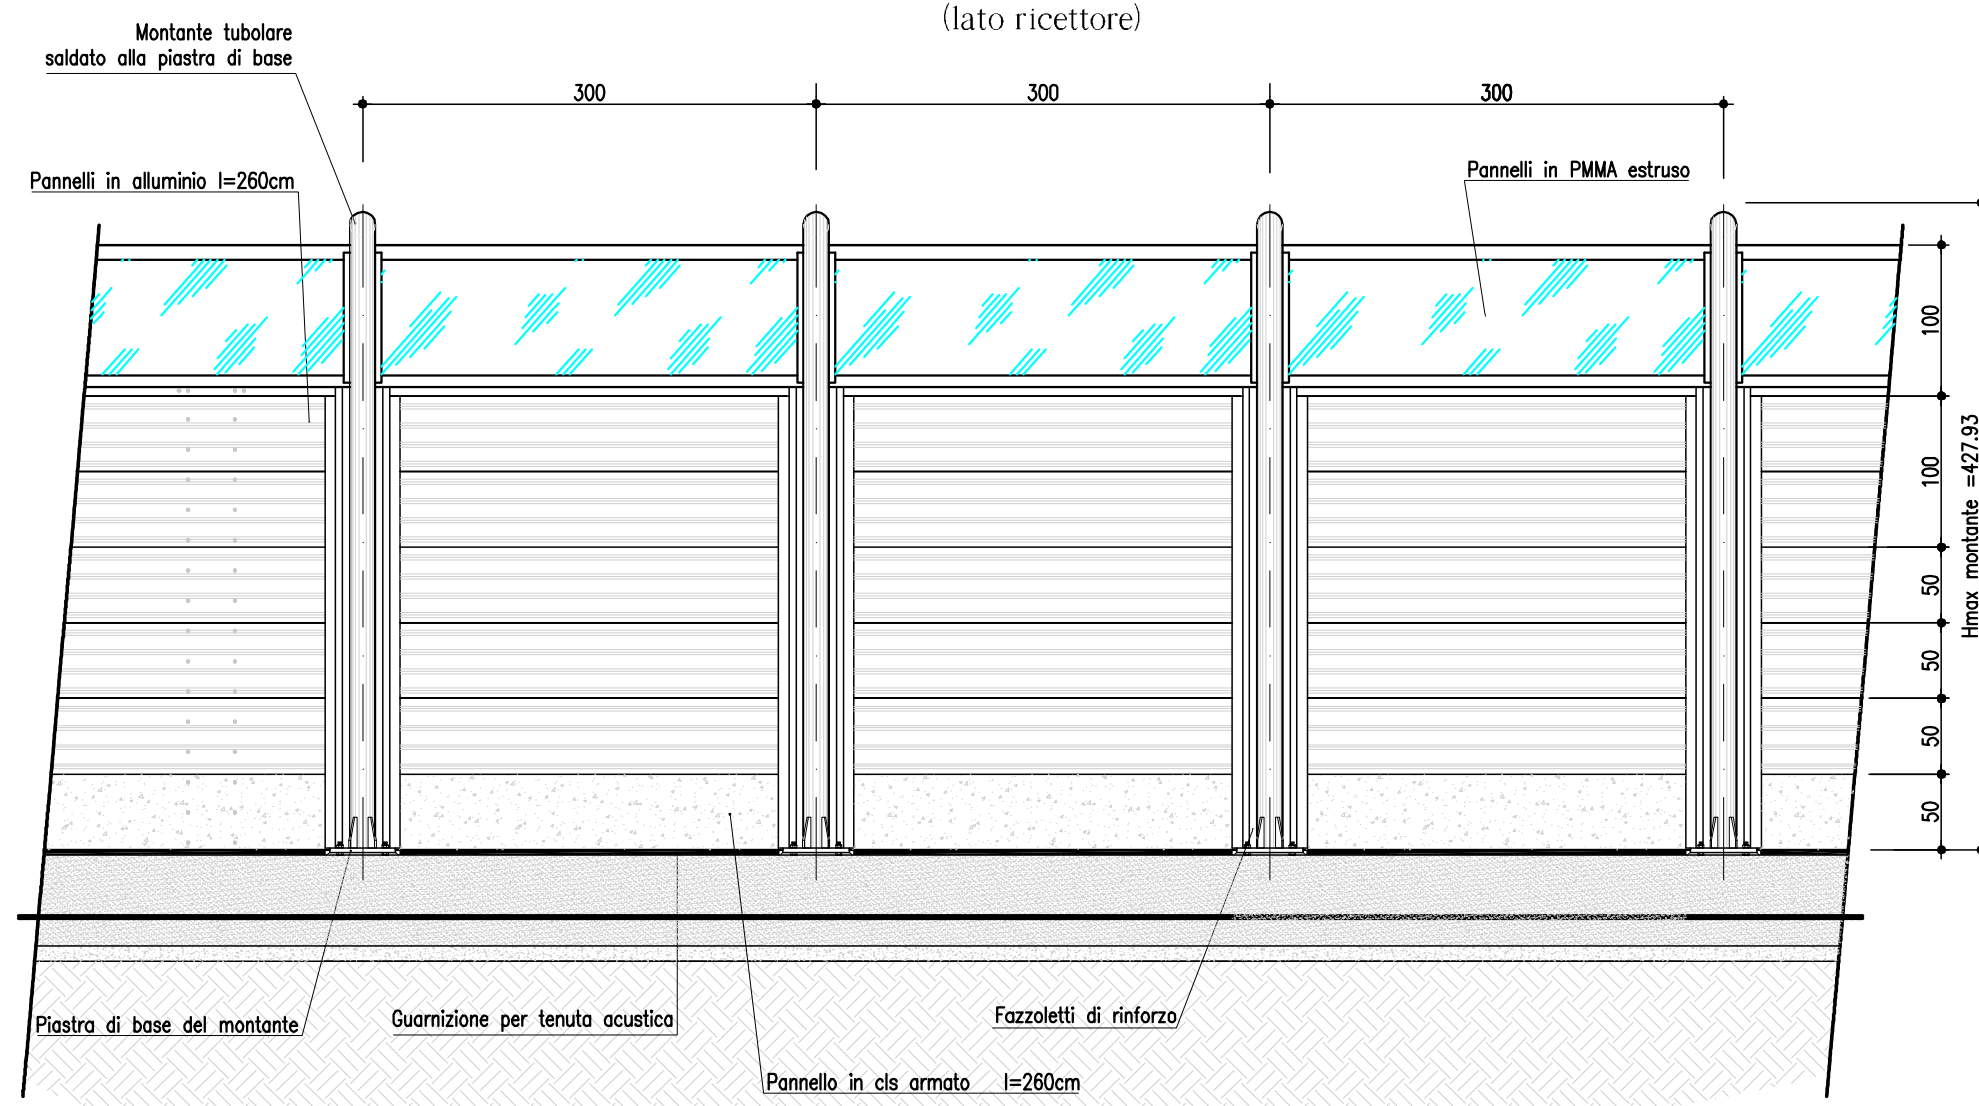 (lato ricettore)
Montante tubolare
saldato alla piastra di base
300
300
300
Pannelli in alluminio l=260cm
Pannelli in PMMA estruso
100
100
50
50
50
50
Hmax montante =427.93
Piastra di base del montante
Guarnizione per tenuta acustica
Fazzoletti di rinforzo
Pannello in cls armato l=260cm